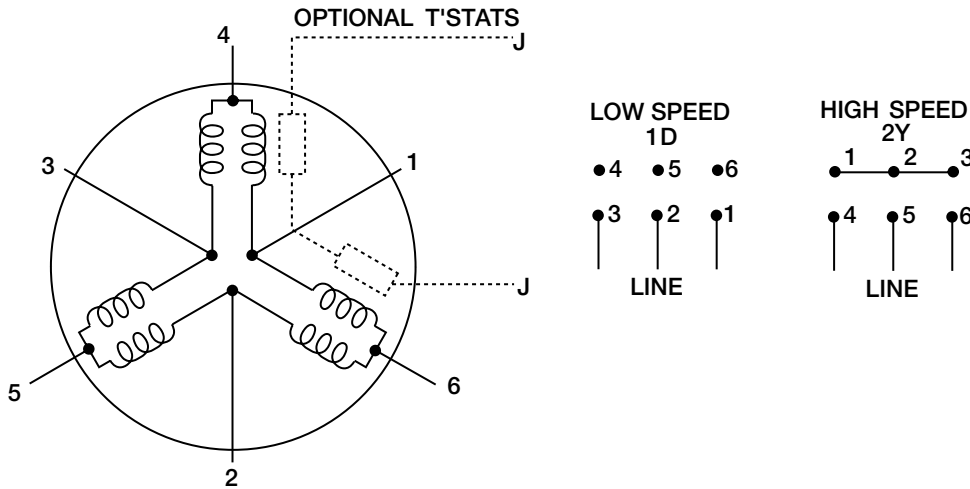 OPTIONAL T'STATS
J
4
3
1
J
5
6
2
LOW SPEED
1D
4 5 6
3 2 1
LINE
HIGH SPEED
2Y
1 2 3
4 5 6
LINE